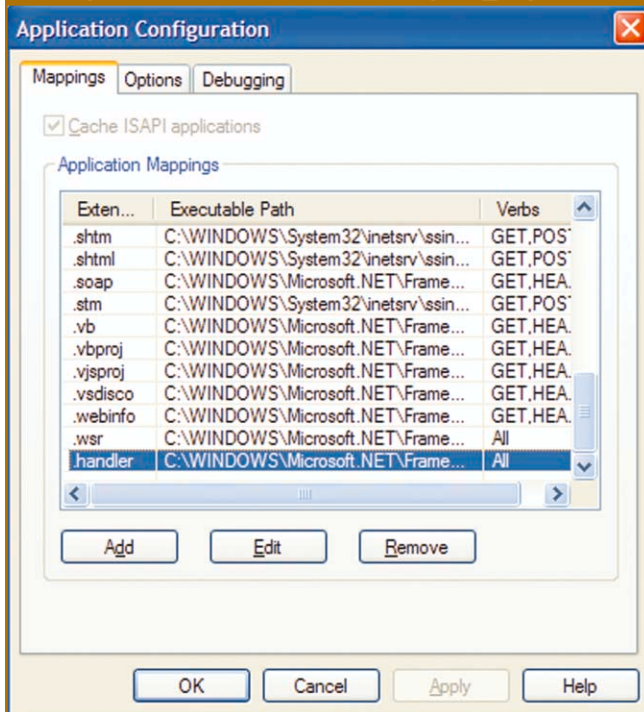 Application Configuration
Mappings Options Debugging
Cache ISAPI applications
Application Mappings
Exten... Executable Path Verbs
.shtm C:\WINDOWS\System32\inetsrv\ssin... GET,POST
.shtml C:\WINDOWS\System32\inetsrv\ssin... GET,POST
.soap C:\WINDOWS\Microsoft.NET\Frame... GET,HEA.
.stm C:\WINDOWS\System32\inetsrv\ssin... GET,POST
.vb C:\WINDOWS\Microsoft.NET\Frame... GET,HEA.
.vbproj C:\WINDOWS\Microsoft.NET\Frame... GET,HEA.
.vjsproj C:\WINDOWS\Microsoft.NET\Frame... GET,HEA.
.vsdisco C:\WINDOWS\Microsoft.NET\Frame... GET,HEA.
.webinfo C:\WINDOWS\Microsoft.NET\Frame... GET,HEA.
.wsr C:\WINDOWS\Microsoft.NET\Frame... All
.handler C:\WINDOWS\Microsoft.NET\Frame... All
Add Edit Remove
OK Cancel Apply Help